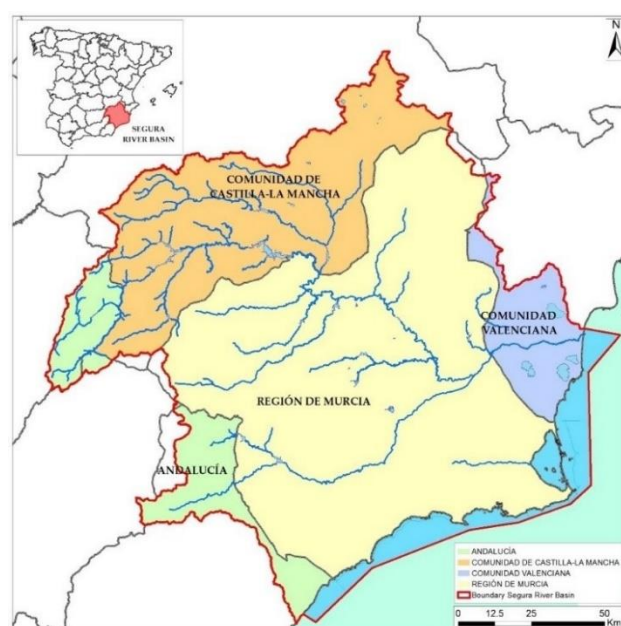 SEGURA
RIVER BASIN
N
COMUNIDAD DE
CASTILLA-LA MANCHA
COMUNIDAD
VALENCIANA
REGIÓN DE MURCIA
ANDALUCÍA
ANDALUCÍA
COMUNIDAD DE CASTILLA-LA MANCHA
COMUNIDAD VALENCIANA
REGIÓN DE MURCIA
Boundary Segura River Basin
0 12.5 25 50
Km